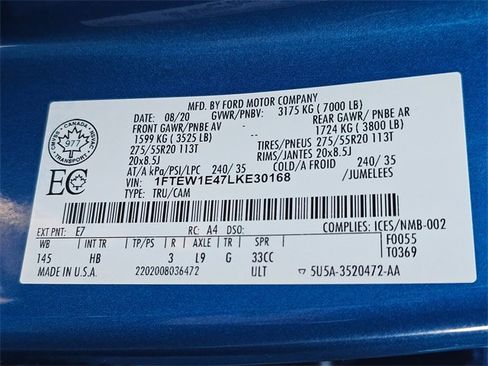 MFD. BY FORD MOTOR COMPANY
DATE: 08/20 GVWR/PNBV: 3175 KG ( 7000 LB)
FRONT GAWR/ PNBE AV REAR GAWR/ PNBE AR
1599 KG ( 3525 LB) 1724 KG ( 3800 LB)
275/55R20 113T TIRES/PNEUS 275/55R20 113T
20x8.5J RIMS/JANTES 20x8.5J
AT/A kPa/PSI/LPC 240/ 35 COLD/A FROID 240/ 35
VIN: 1FTEW1E47LKE30168 /JUMELEES
TYPE: TRU/CAM
CANADA
977
TRANSPORT
EC
EXT PNT: E7 RC: A4 DSO: COMPLIES: ICES/NMB-002
WB INT TR TP/PS R AXLE TR SPR F0055
145 HB 3 L9 G 33CC T0369
MADE IN U.S.A. 2202008036472 ULT 5U5A-3520472-AA